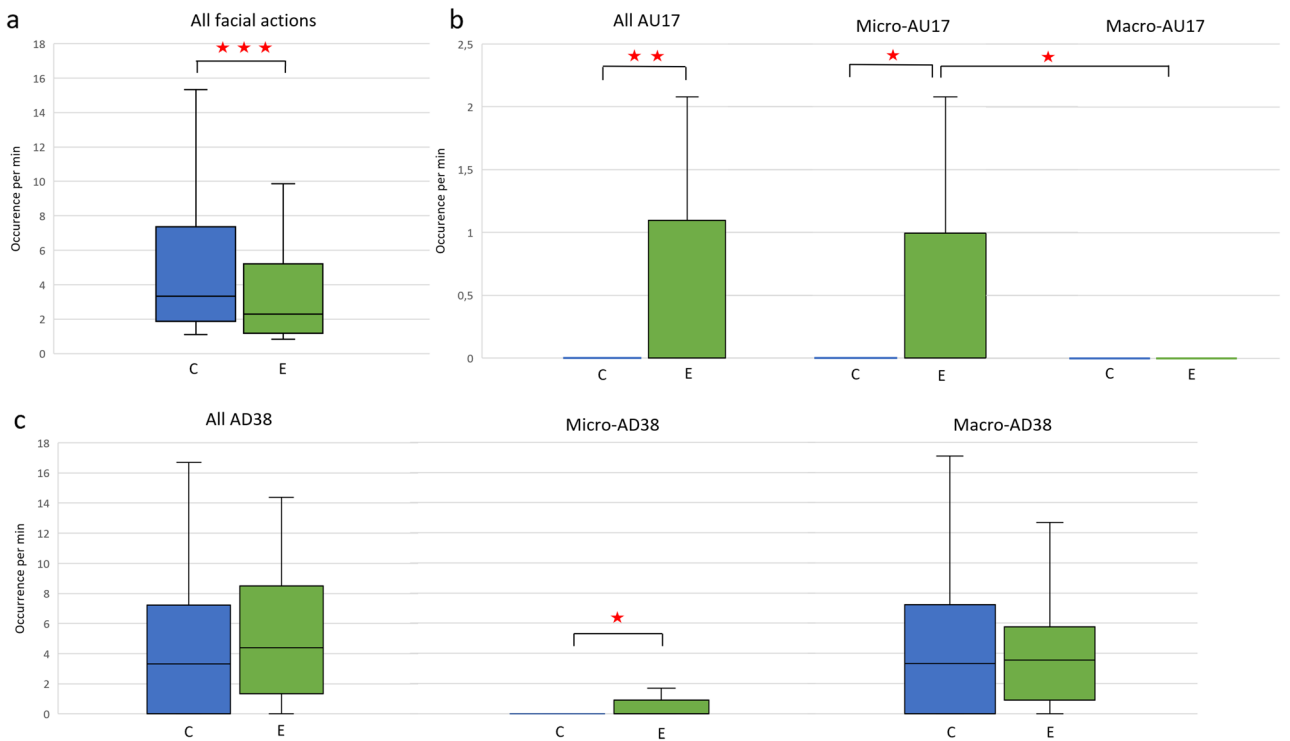 a
All facial actions
18
16
14
12
10
8
6
4
2
0
Occurence per min
C E
b
All AU17 Micro-AU17 Macro-AU17
2,5
2
1,5
1
0,5
0
Occurence per min
C E C E C E
c
All AD38 Micro-AD38 Macro-AD38
18
16
14
12
10
8
6
4
2
0
Occurrence per min
C E C E C E